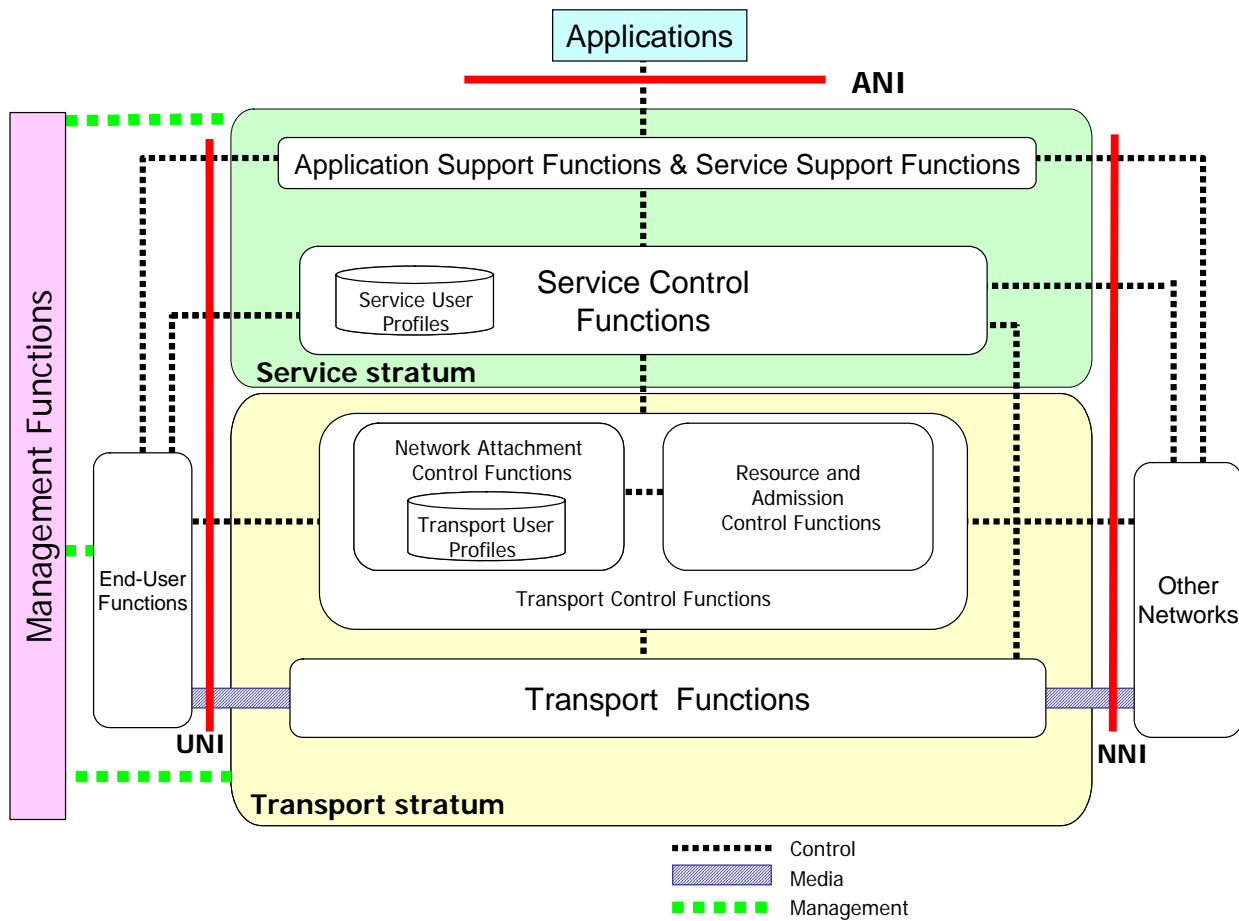 Applications
ANI
Application Support Functions & Service Support Functions
Service Control
Functions
Service User
Profiles
Service stratum
Management Functions
Network Attachment
Control Functions
Transport User
Profiles
Resource and
Admission
Control Functions
Transport Control Functions
End-User
Functions
Other
Networks
Transport Functions
UNI
NNI
Transport stratum
Control
Media
Management